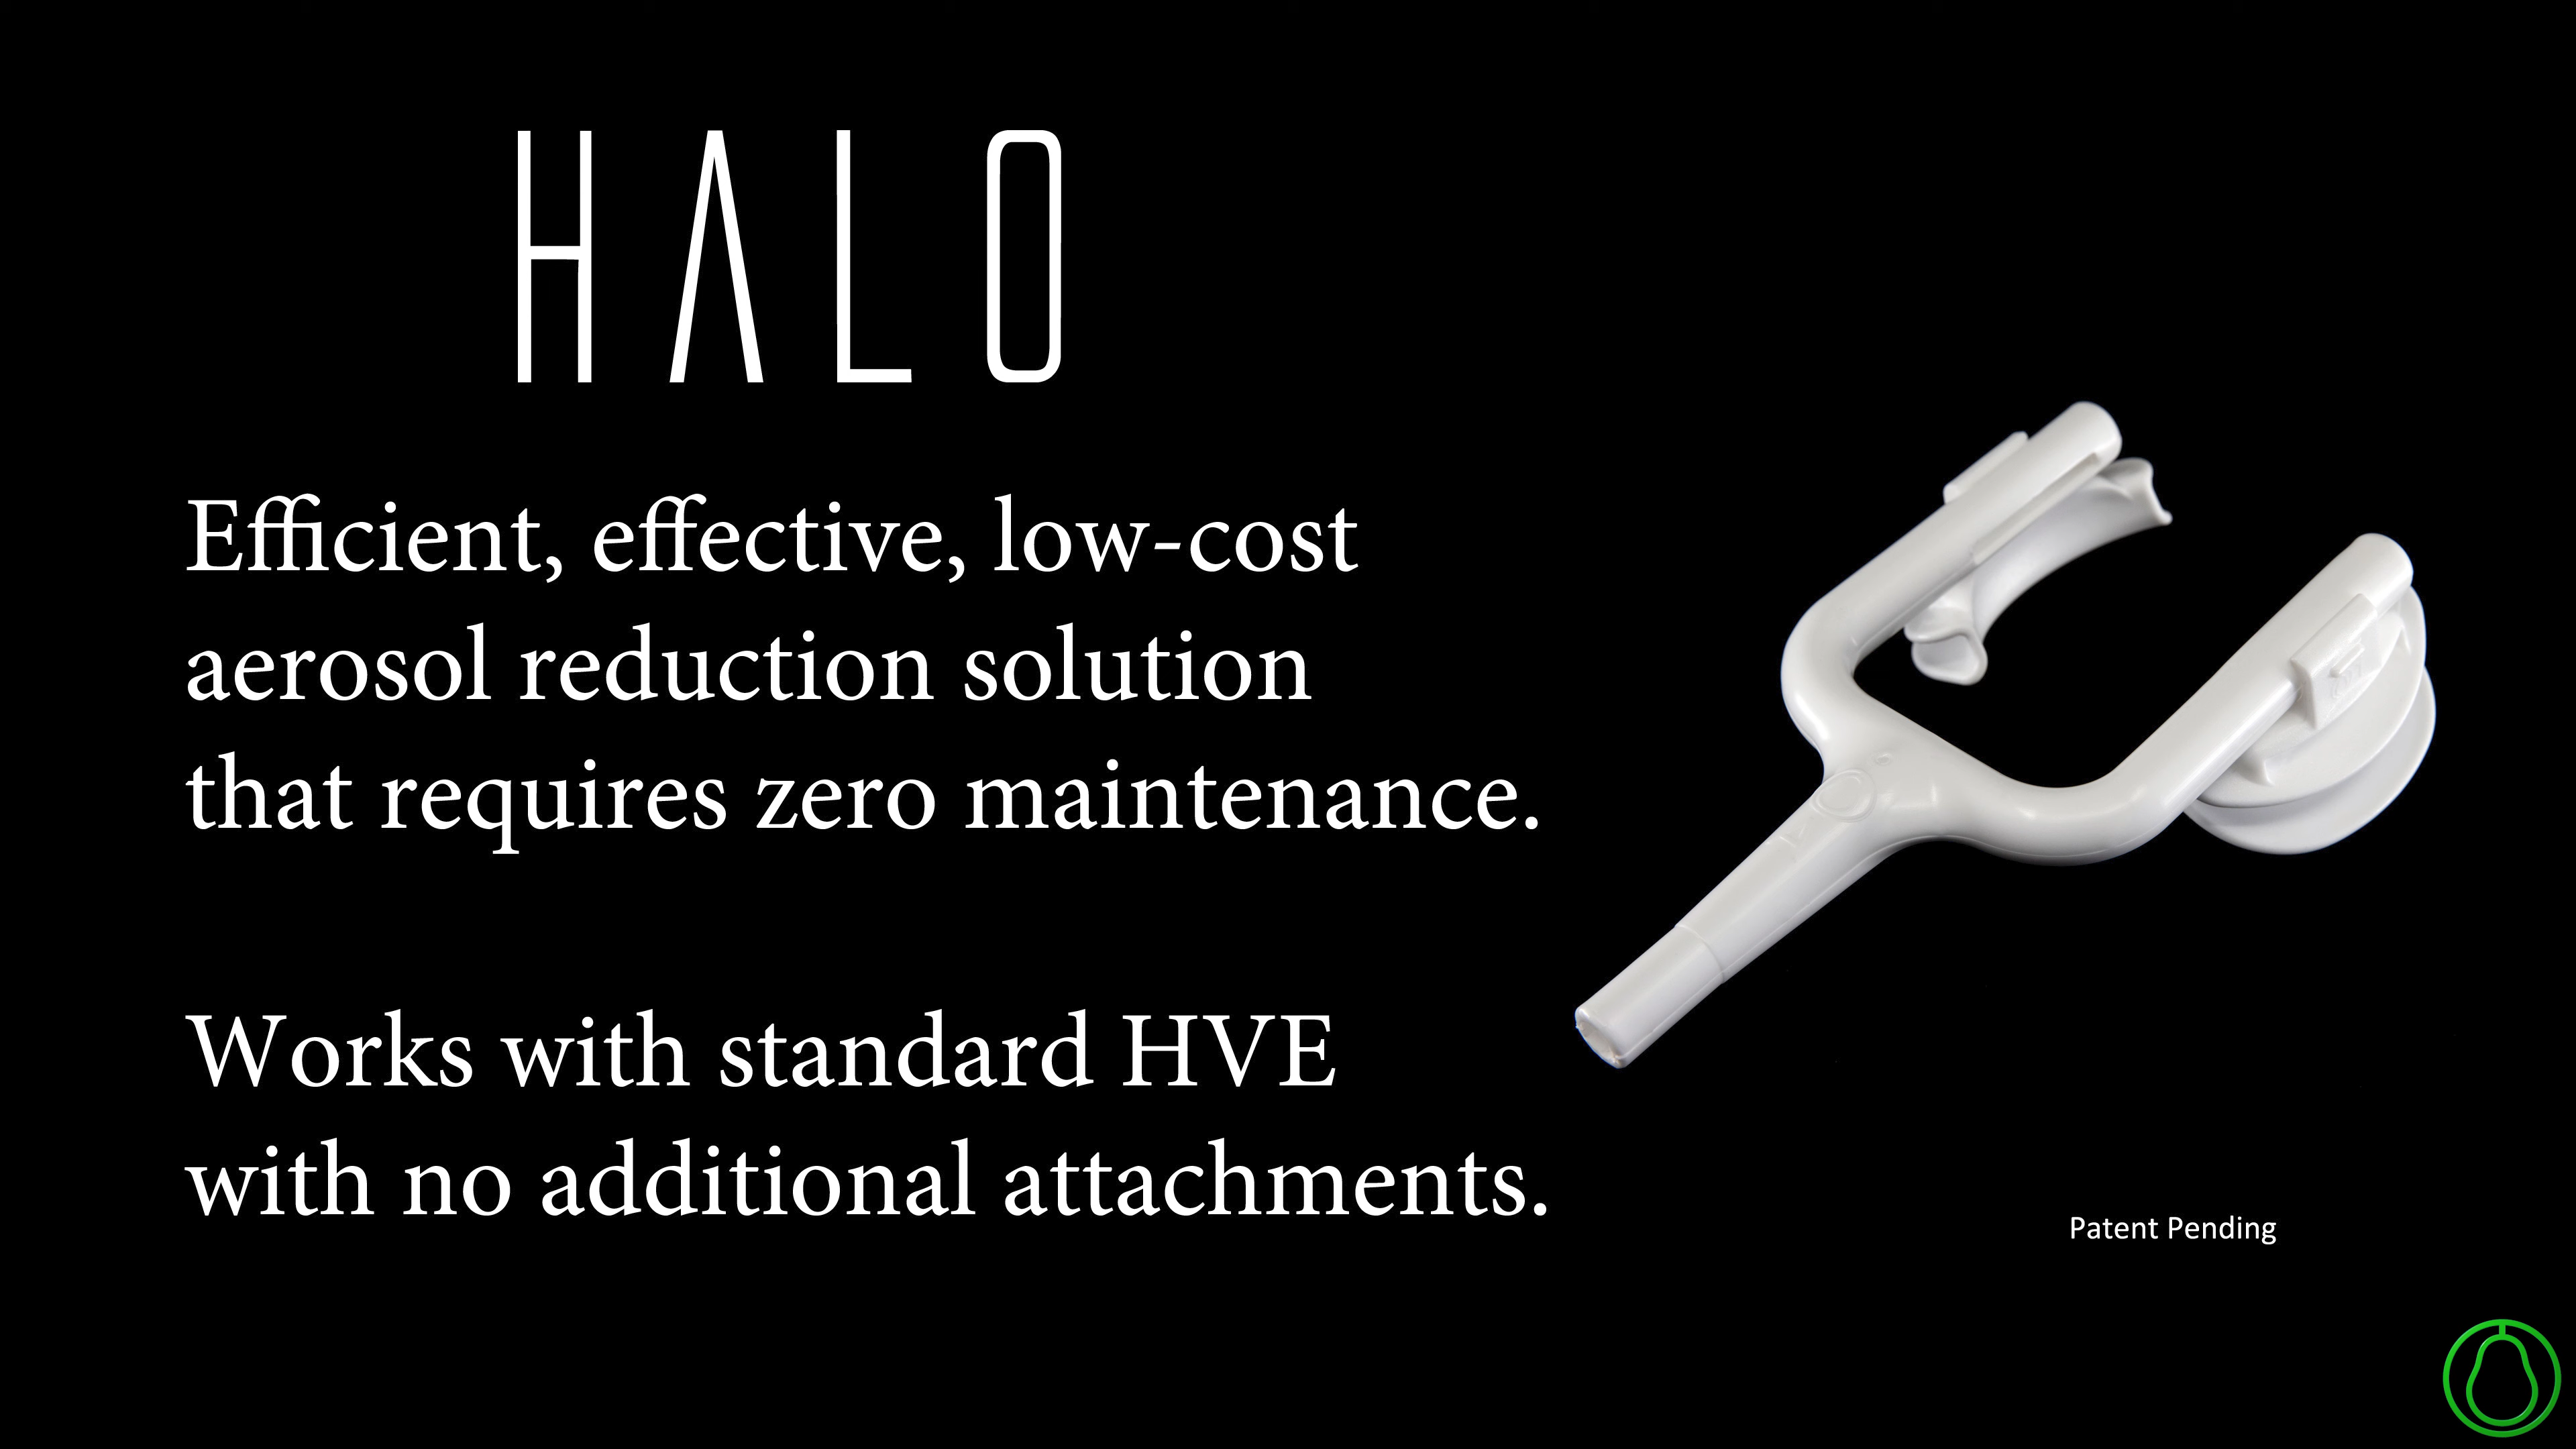 HALO
Efficient, effective, low-cost
aerosol reduction solution
that requires zero maintenance.
Works with standard HVE
with no additional attachments.
Patent Pending